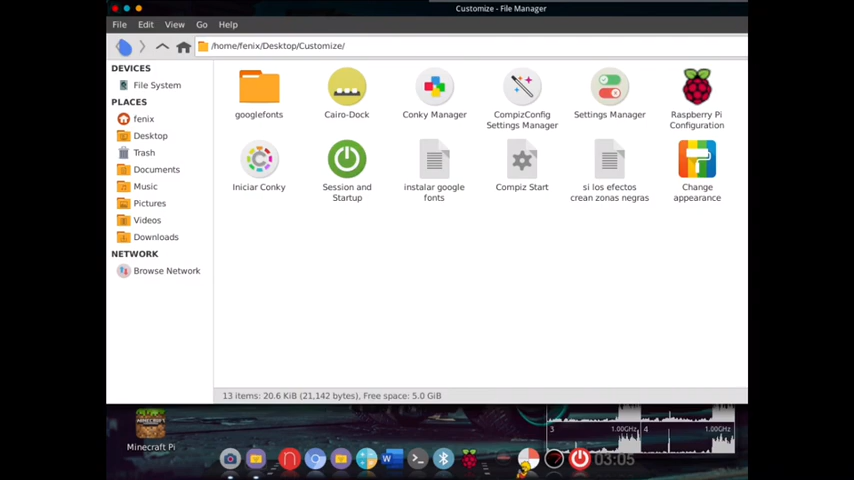 Customize - File Manager
File Edit View Go Help
/home/fenix/Desktop/Customize/
DEVICES
File System
PLACES
fenix
Desktop
Trash
Documents
Music
Pictures
Videos
Downloads
NETWORK
Browse Network
googlefonts
Cairo-Dock
Conky Manager
CompizConfig
Settings Manager
Settings Manager
Raspberry Pi
Configuration
Iniciar Conky
Session and
Startup
instalar google
fonts
Compiz Start
si los efectos
crean zonas negras
Change
appearance
13 items: 20.6 KiB (21,142 bytes), Free space: 5.0 GiB
Minecraft Pi
3 1.00GHz 4 1.00GHz
03:05